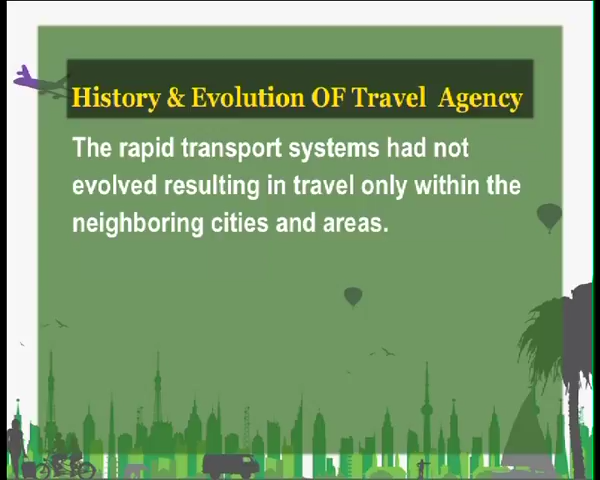 History & Evolution OF Travel Agency
The rapid transport systems had not
evolved resulting in travel only within the
neighboring cities and areas.